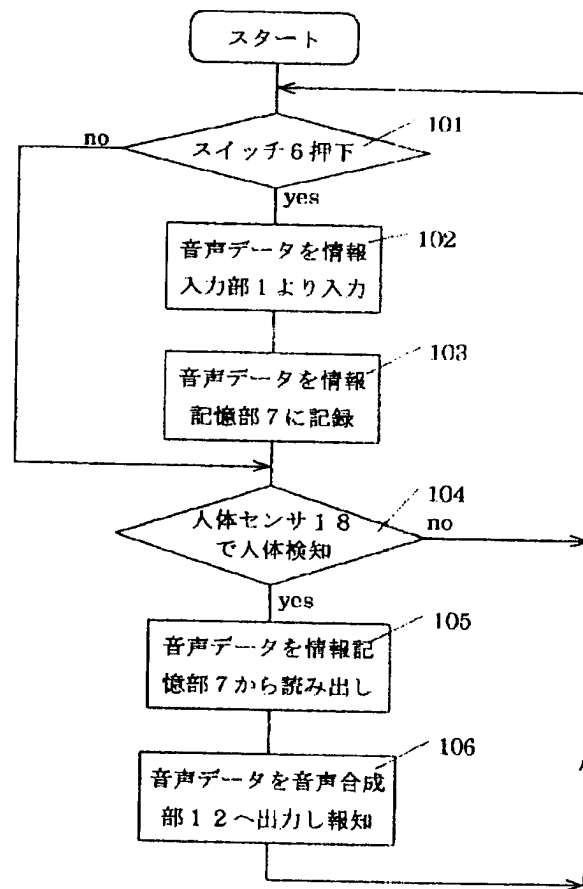 スタート
101
no
スイッチ6押下
yes
音声データを情報
102
入力部1より入力
103
音声データを情報
記憶部7に記録
104
人体センサ18
no
で人体検知
yes
105
音声データを情報記
憶部7から読み出し
106
音声データを音声合成
部12へ出力し報知